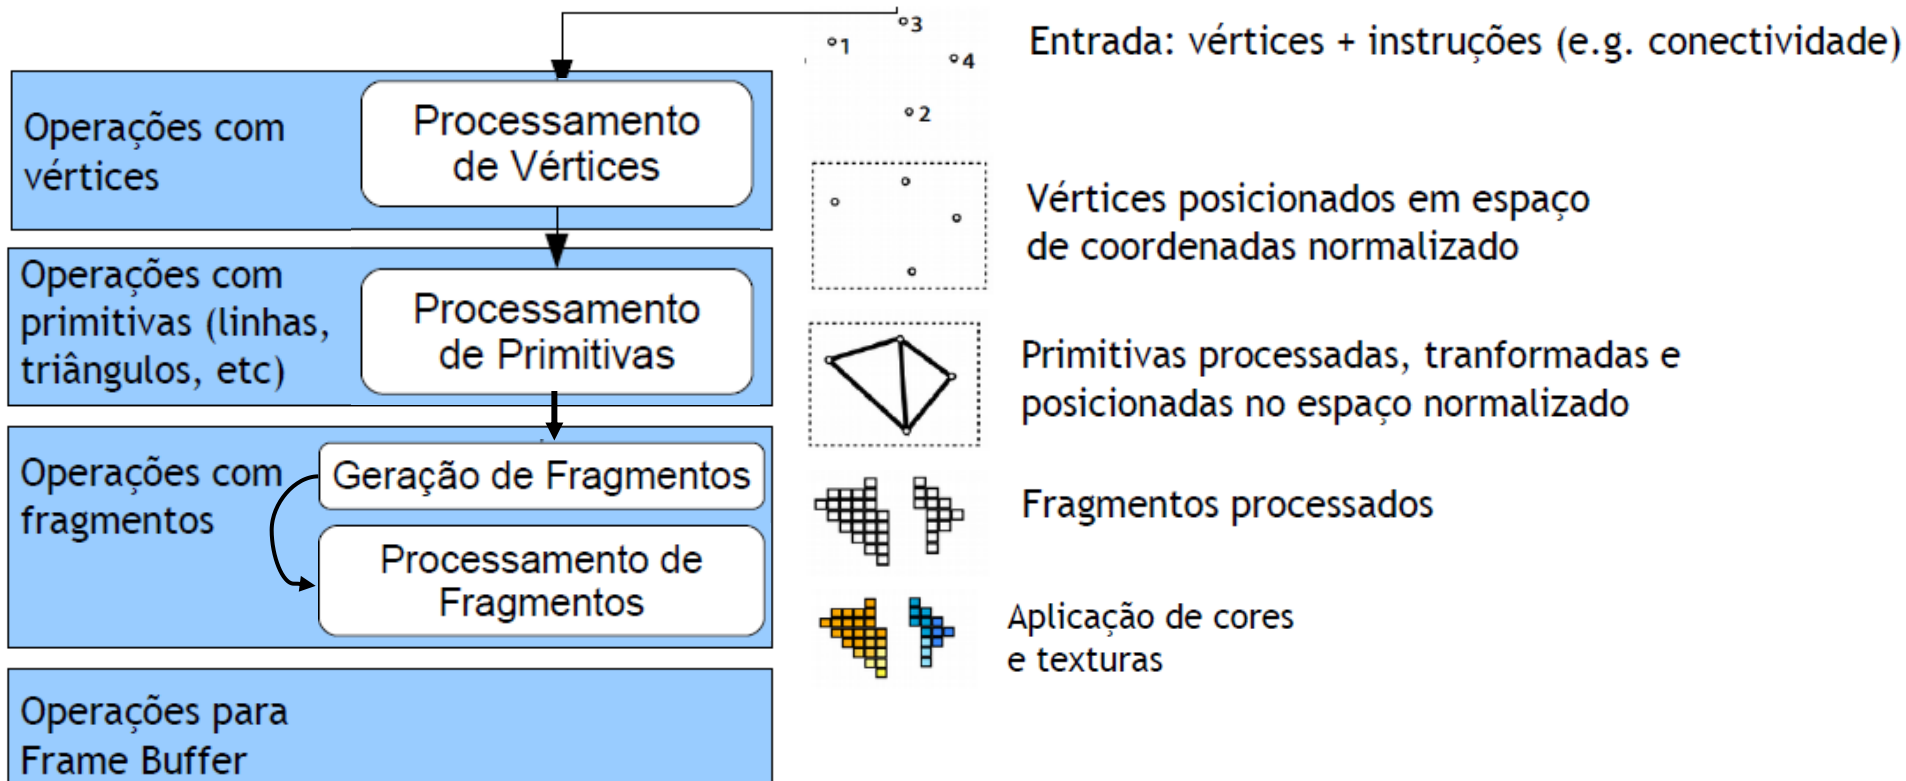 3
1
4
2
Entrada: vértices + instruções (e.g. conectividade)
Operações com
vértices
Processamento
de Vértices
Vértices posicionados em espaço
de coordenadas normalizado
Operações com
primitivas (linhas,
triângulos, etc)
Processamento
de Primitivas
Primitivas processadas, tranformadas e
posicionadas no espaço normalizado
Operações com
fragmentos
Geração de Fragmentos
Processamento de
Fragmentos
Fragmentos processados
Aplicação de cores
e texturas
Operações para
Frame Buffer